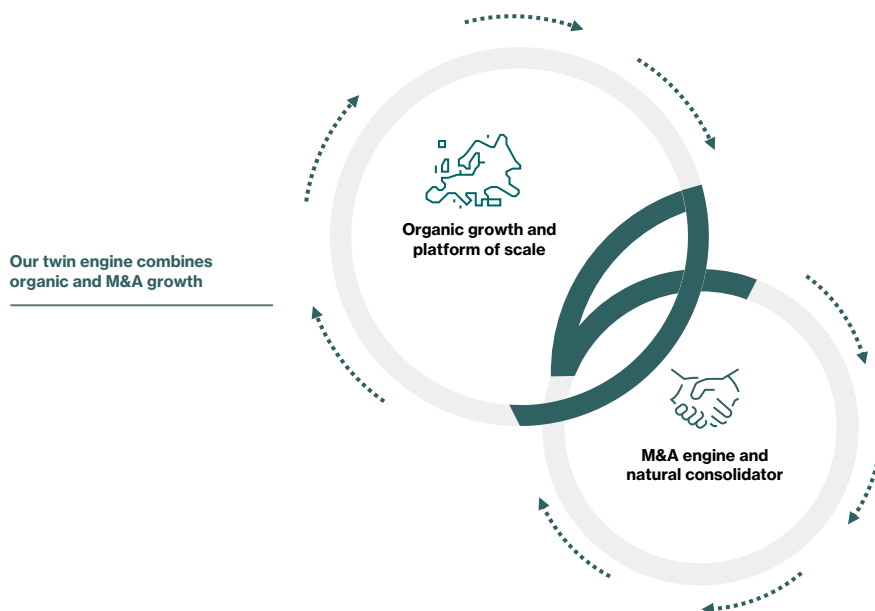 Organic growth and
platform of scale
Our twin engine combines
organic and M&A growth
M&A engine and
natural consolidator